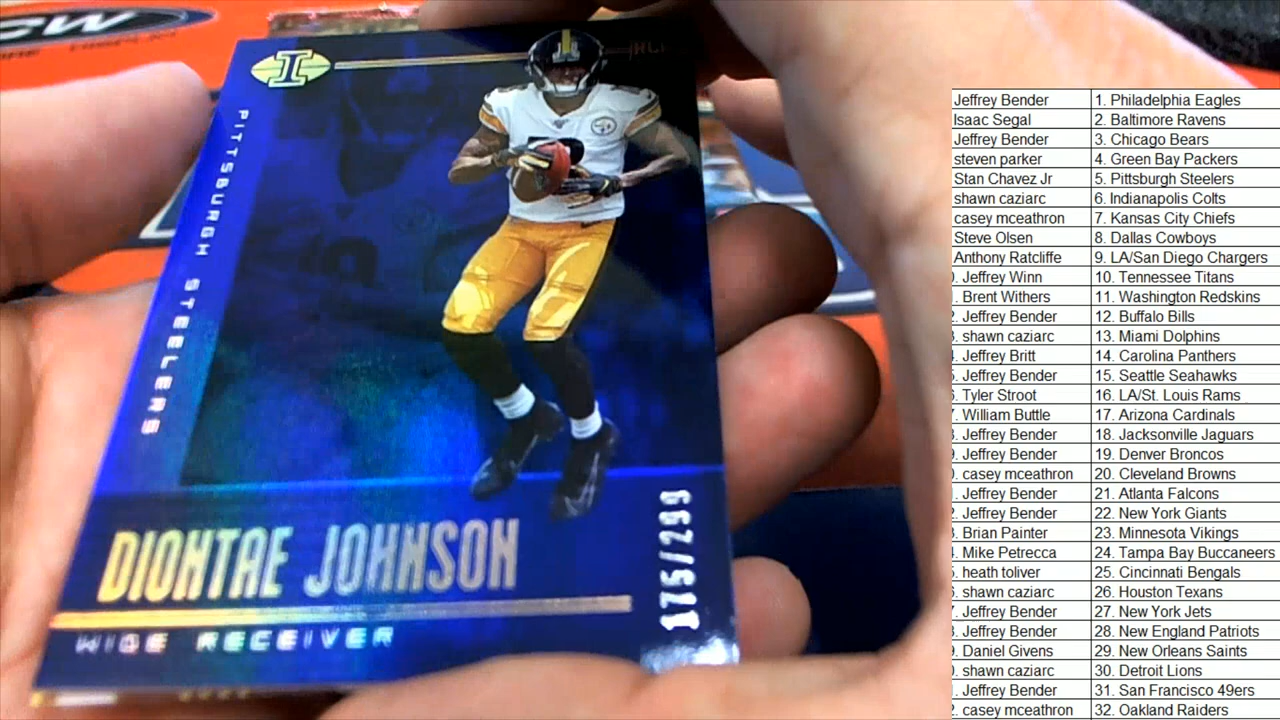 I
PITTSBURGH STEELERS
DIONTAE JOHNSON
WIDE RECEIVER
175/299
Jeffrey Bender 1. Philadelphia Eagles
Isaac Segal 2. Baltimore Ravens
Jeffrey Bender 3. Chicago Bears
steven parker 4. Green Bay Packers
Stan Chavez Jr 5. Pittsburgh Steelers
shawn caziarc 6. Indianapolis Colts
casey mceathron 7. Kansas City Chiefs
Steve Olsen 8. Dallas Cowboys
Anthony Ratcliffe 9. LA/San Diego Chargers
. Jeffrey Winn 10. Tennessee Titans
. Brent Withers 11. Washington Redskins
. Jeffrey Bender 12. Buffalo Bills
. shawn caziarc 13. Miami Dolphins
. Jeffrey Britt 14. Carolina Panthers
. Jeffrey Bender 15. Seattle Seahawks
. Tyler Stroot 16. LA/St. Louis Rams
. William Buttle 17. Arizona Cardinals
. Jeffrey Bender 18. Jacksonville Jaguars
. Jeffrey Bender 19. Denver Broncos
. casey mceathron 20. Cleveland Browns
. Jeffrey Bender 21. Atlanta Falcons
. Jeffrey Bender 22. New York Giants
. Brian Painter 23. Minnesota Vikings
. Mike Petrecca 24. Tampa Bay Buccaneers
. heath toliver 25. Cincinnati Bengals
. shawn caziarc 26. Houston Texans
. Jeffrey Bender 27. New York Jets
. Jeffrey Bender 28. New England Patriots
. Daniel Givens 29. New Orleans Saints
. shawn caziarc 30. Detroit Lions
. Jeffrey Bender 31. San Francisco 49ers
. casey mceathron 32. Oakland Raiders